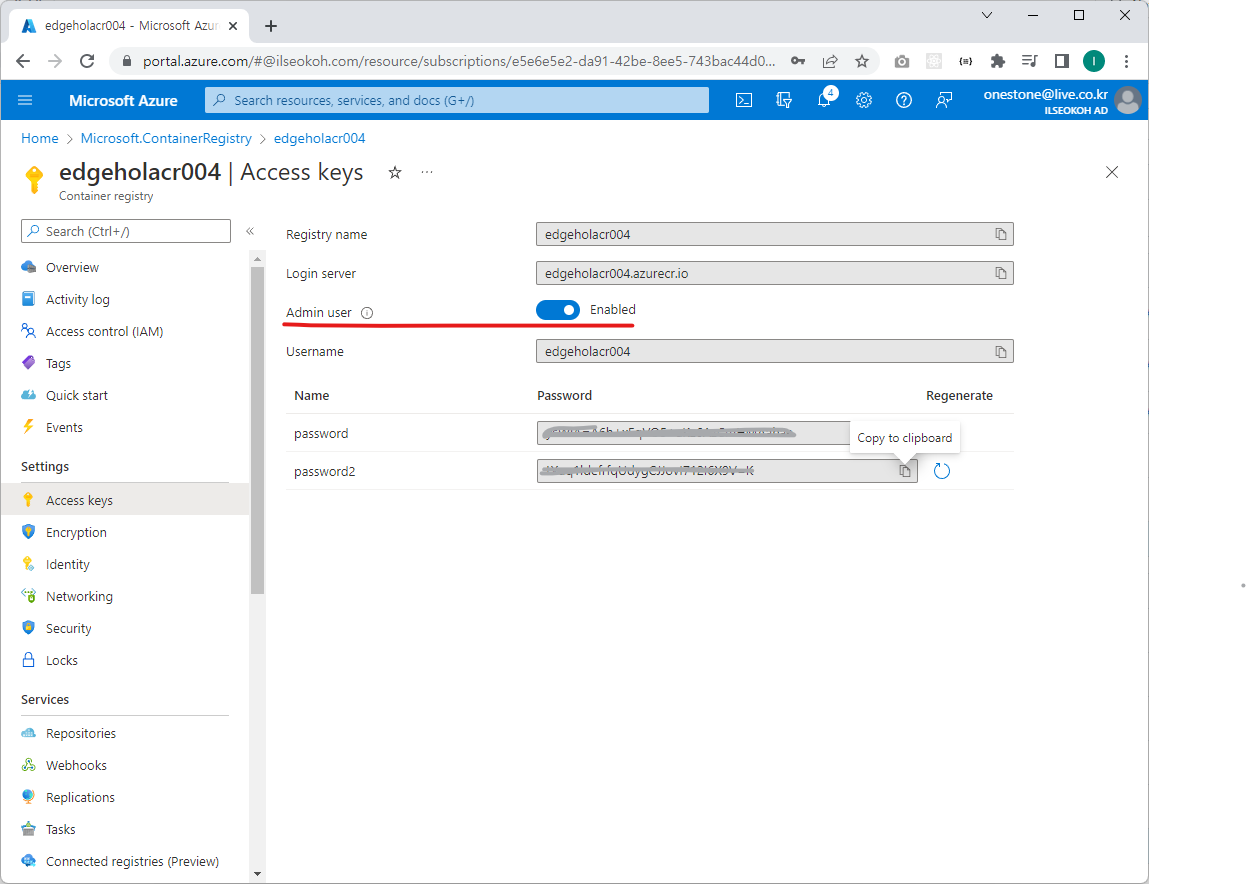 edgeholacr004 - Microsoft Azu
portal.azure.com/#@ilseokoh.com/resource/subscriptions/e5e6e5e2-da91-42be-8ee5-743bac44d0...
I
Microsoft Azure
Search resources, services, and docs (G+/)
4
onestone@live.co.kr
ILSEOKOH AD
Home > Microsoft.ContainerRegistry > edgeholacr004
edgeholacr004 | Access keys
Container registry
Search (Ctrl+/)
Overview
Activity log
Access control (IAM)
Tags
Quick start
Events
Settings
Access keys
Encryption
Identity
Networking
Security
Locks
Services
Repositories
Webhooks
Replications
Tasks
Connected registries (Preview)
Registry name
edgeholacr004
Login server
edgeholacr004.azurecr.io
Admin user
Enabled
Username
edgeholacr004
Name Password Regenerate
password
Copy to clipboard
password2